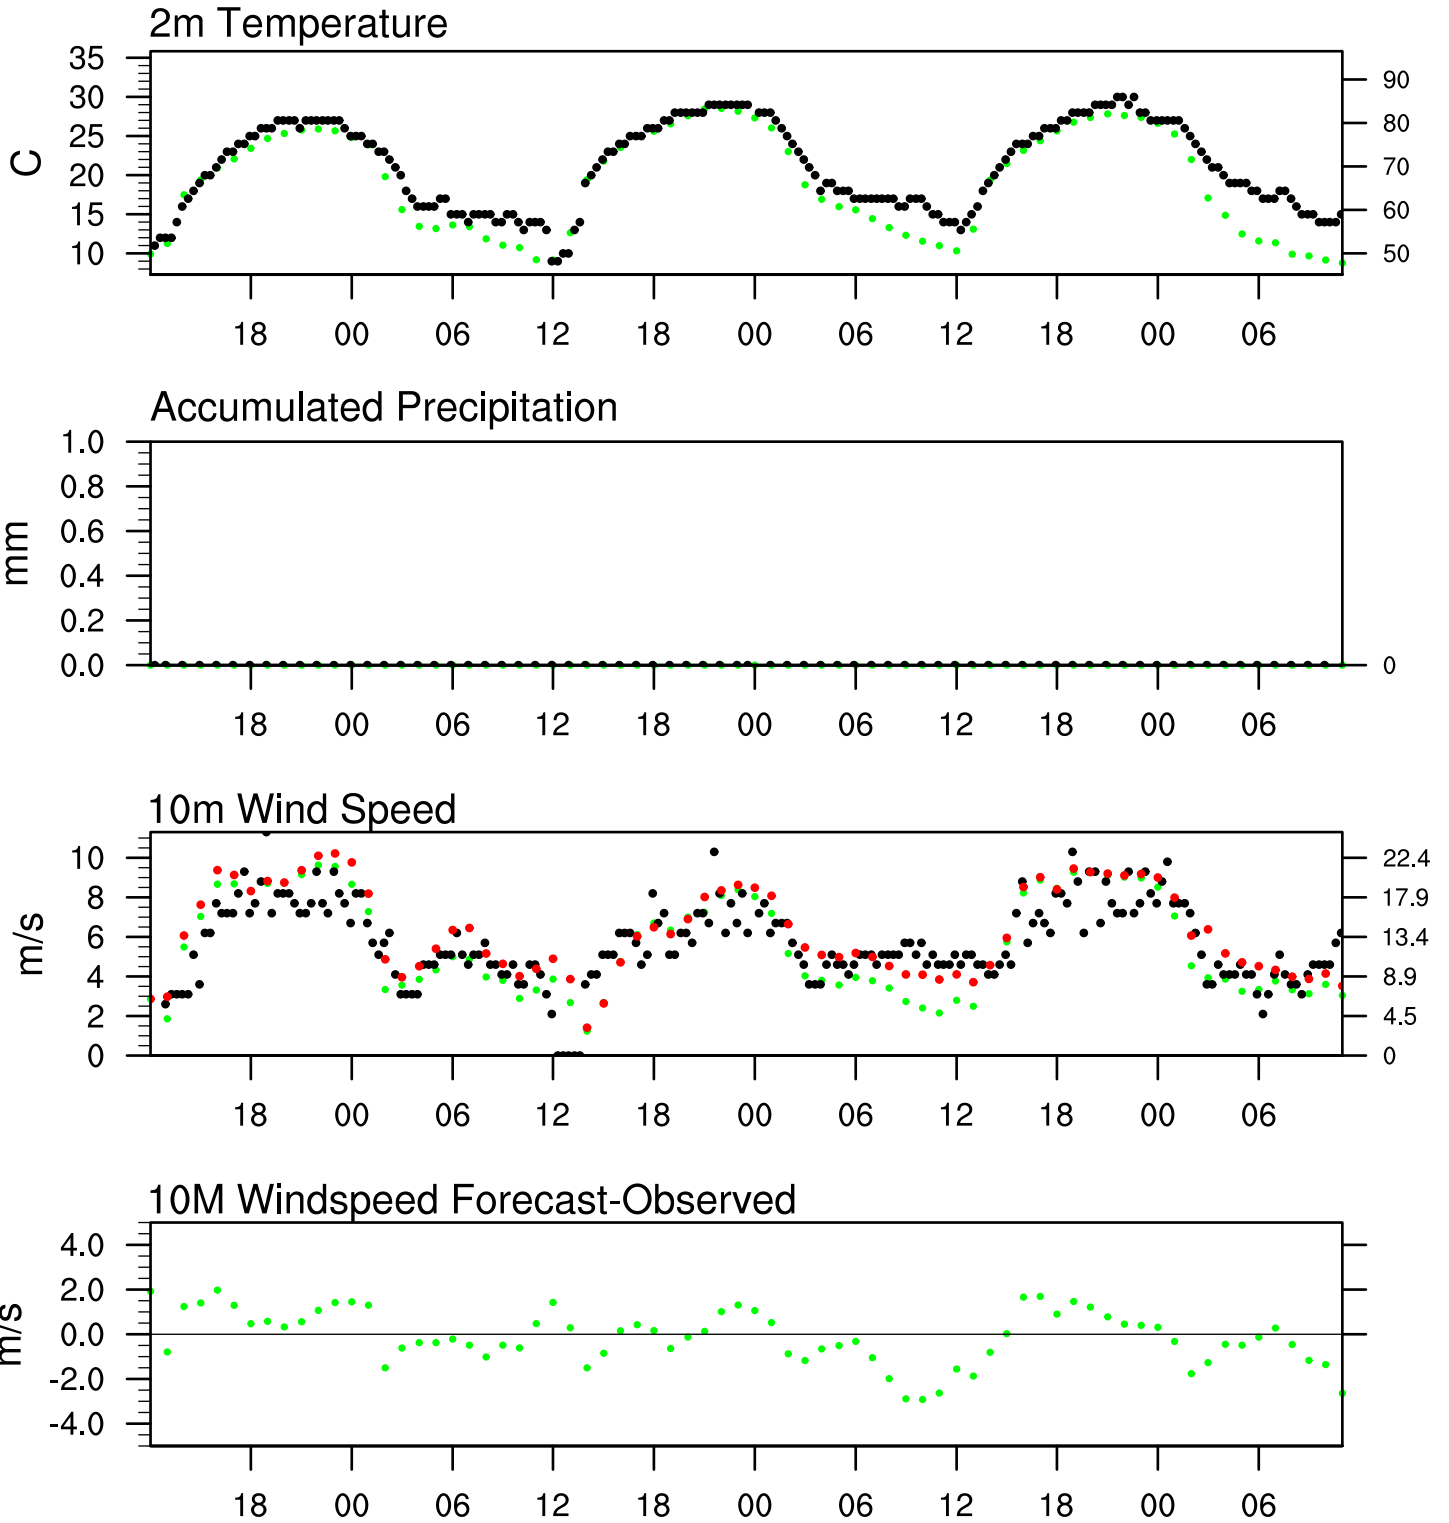 2m Temperature
35
30
25
20
15
10
C
90
80
70
60
50
18 00 06 12 18 00 06 12 18 00 06
Accumulated Precipitation
1.0
0.8
0.6
0.4
0.2
0.0
mm
0
18 00 06 12 18 00 06 12 18 00 06
10m Wind Speed
10
8
6
4
2
0
m/s
22.4
17.9
13.4
8.9
4.5
0
18 00 06 12 18 00 06 12 18 00 06
10M Windspeed Forecast-Observed
4.0
2.0
0.0
-2.0
-4.0
m/s
18 00 06 12 18 00 06 12 18 00 06